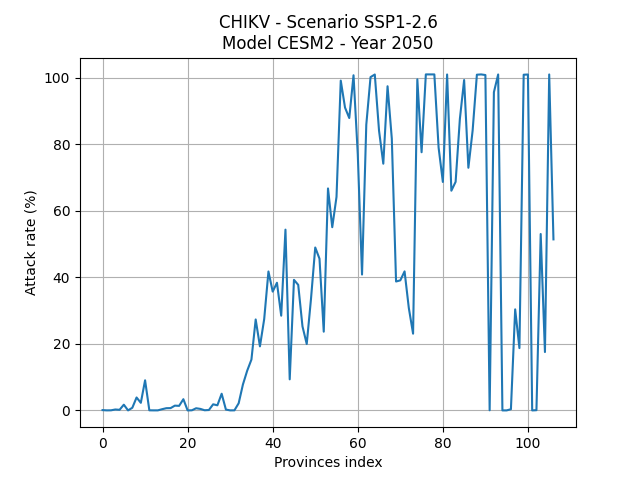 CHIKV - Scenario SSP1-2.6
Model CESM2 - Year 2050
100
80
60
40
20
0
Attack rate (%)
0 20 40 60 80 100
Provinces index